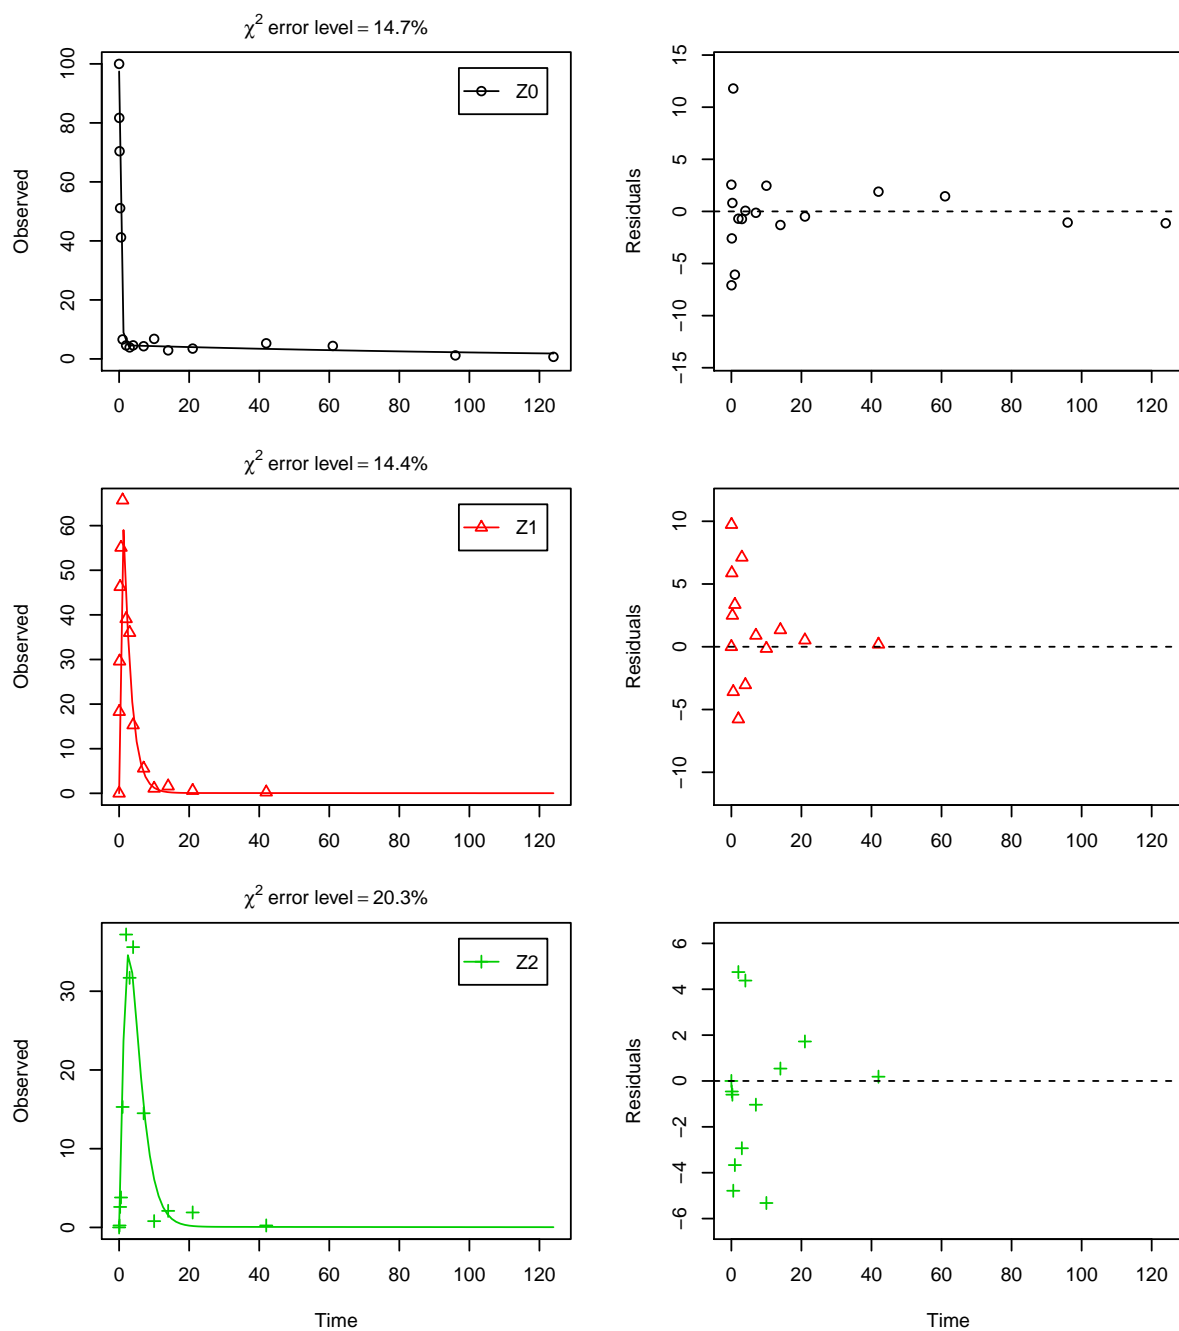 χ2 error level = 14.7%
Observed
0 20 40 60 80 100
Z0
0 20 40 60 80 100 120
Residuals
−15 −10 −5 0 5 10 15
0 20 40 60 80 100 120
χ2 error level = 14.4%
Observed
0 10 20 30 40 50 60
Z1
0 20 40 60 80 100 120
Residuals
−10 −5 0 5 10
0 20 40 60 80 100 120
χ2 error level = 20.3%
Observed
0 10 20 30
Z2
0 20 40 60 80 100 120
Time
Residuals
−6 −4 −2 0 2 4 6
0 20 40 60 80 100 120
Time